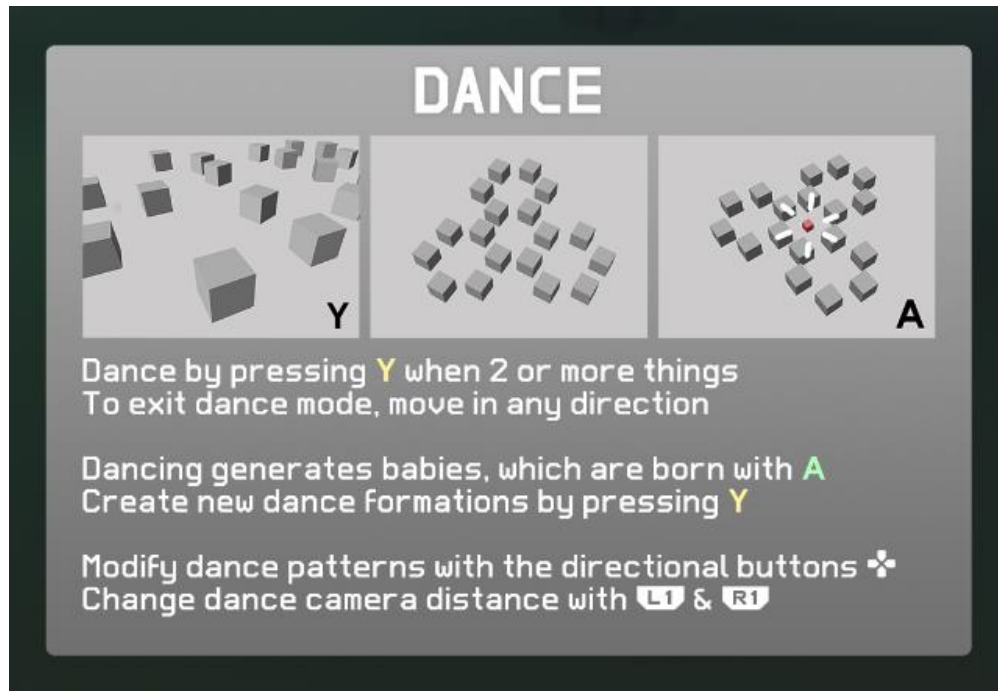 DANCE
Y
A
Dance by pressing Y when 2 or more things
To exit dance mode, move in any direction
Dancing generates babies, which are born with A
Create new dance formations by pressing Y
Modify dance patterns with the directional buttons
Change dance camera distance with L1 & R1